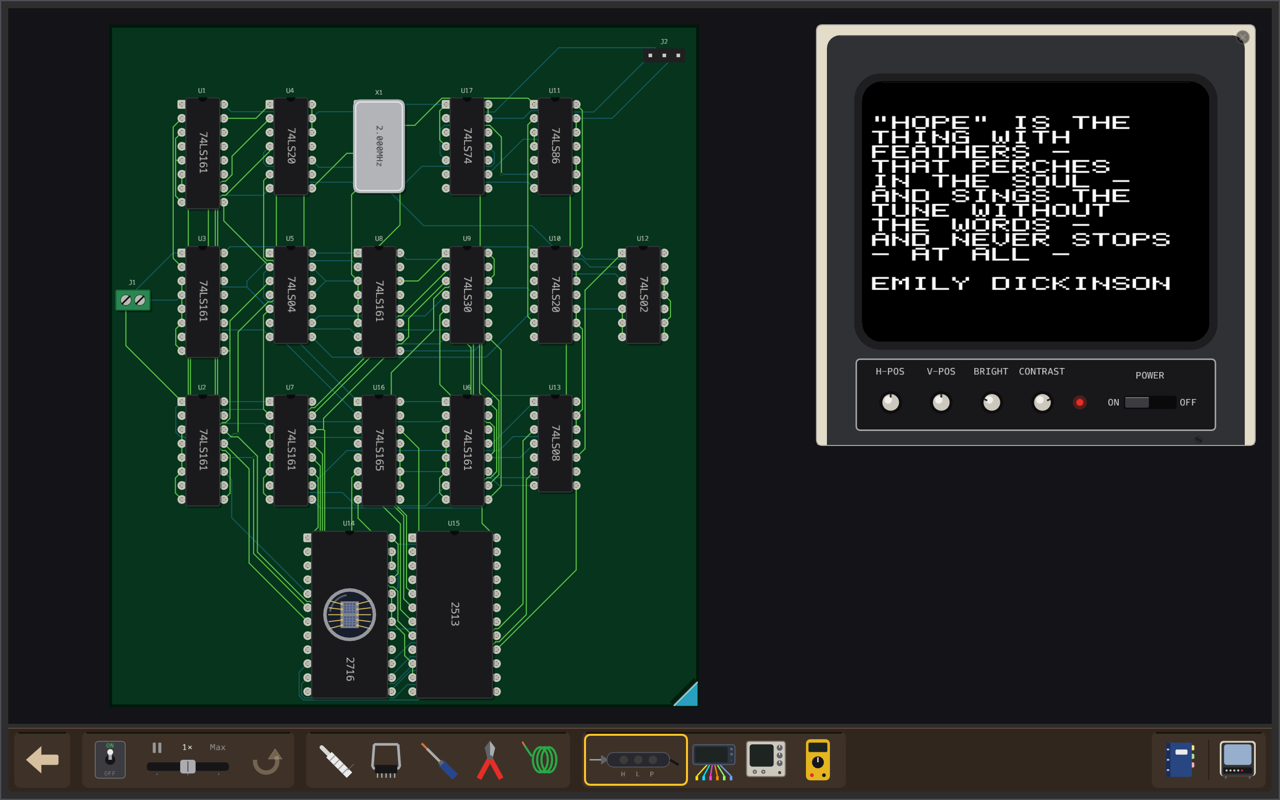 J2
U1
U4
X1
U17
U11
74LS161
74LS20
2.000MHz
74LS74
74LS86
U3
U5
U8
U9
U10
U12
J1
74LS161
74LS04
74LS161
74LS30
74LS20
74LS02
U2
U7
U16
U6
U13
74LS161
74LS161
74LS165
74LS161
74LS08
U14
U15
2716
2513
"HOPE" IS THE
THING WITH
FEATHERS -
THAT PERCHES
IN THE SOUL -
AND SINGS THE
TUNE WITHOUT
THE WORDS -
AND NEVER STOPS
- AT ALL -
EMILY DICKINSON
H-POS V-POS BRIGHT CONTRAST
POWER
ON OFF
ON
OFF
1× Max
H L P